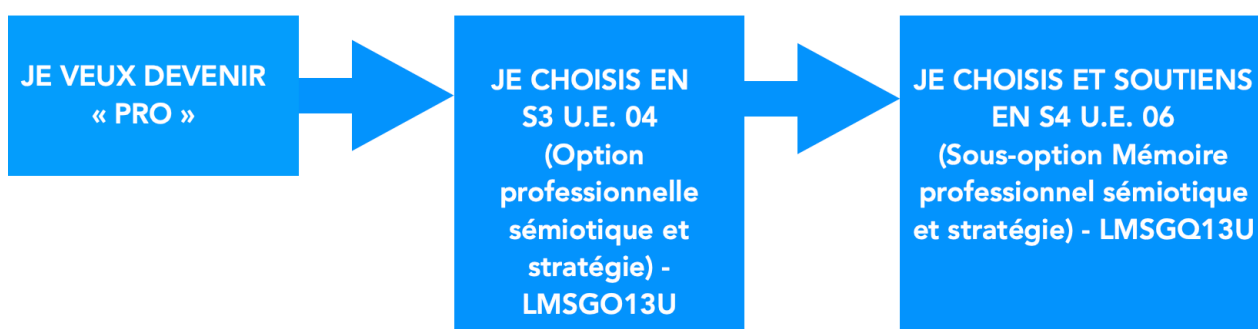 JE VEUX DEVENIR
« PRO »
JE CHOISIS EN
S3 U.E. 04
(Option
professionnelle
sémiotique et
stratégie) -
LMSGO13U
JE CHOISIS ET SOUTIENS
EN S4 U.E. 06
(Sous-option Mémoire
professionnel sémiotique
et stratégie) - LMSGQ13U